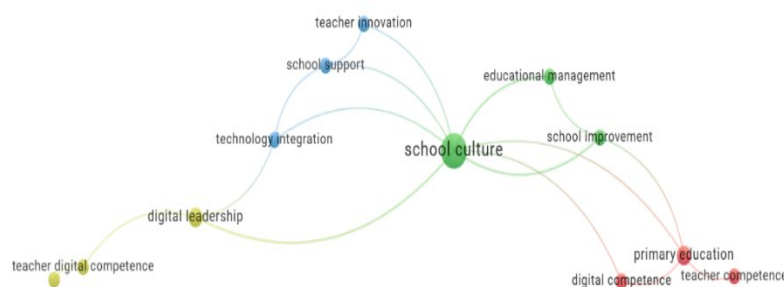 teacher innovation
school support
educational management
technology integration
school culture
school improvement
digital leadership
teacher digital competence
primary education
digital competence
teacher competence